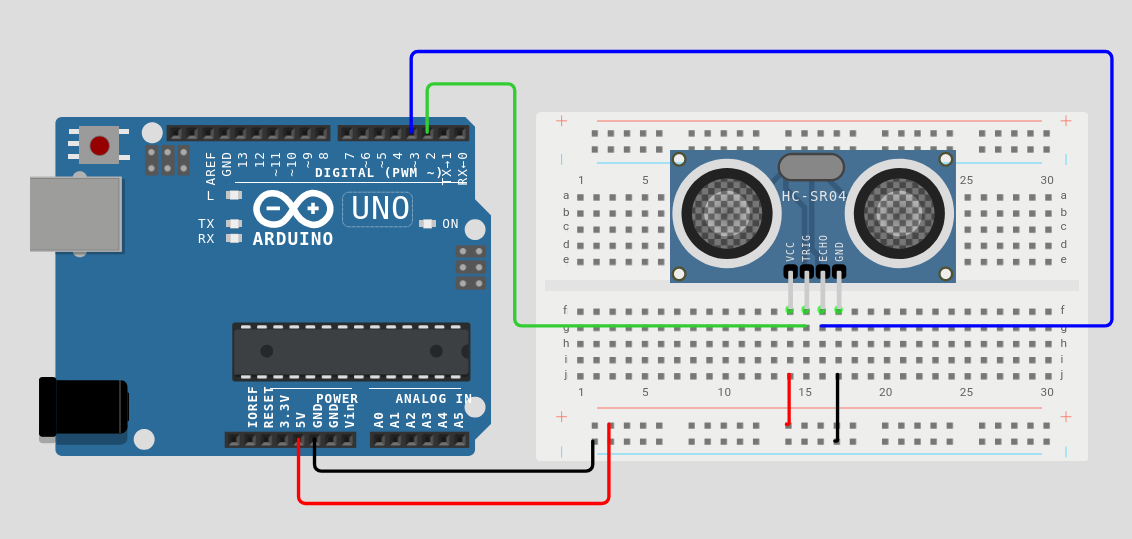 AREF
GND
13
12
~11
~10
~9
8
7
~6
~5
4
~3
2
TX→1
RX←0
DIGITAL (PWM ~)
L
TX
RX
UNO
ON
ARDUINO
IOREF
RESET
3.3V
5V
GND
GND
Vin
POWER
ANALOG IN
A0
A1
A2
A3
A4
A5
+ +
1 5 25 30
a a
b b
c c
d d
e e
HC-SR04
VCC
TRIG
ECHO
GND
f f
g g
h h
i i
j j
1 5 10 15 20 25 30
+ +